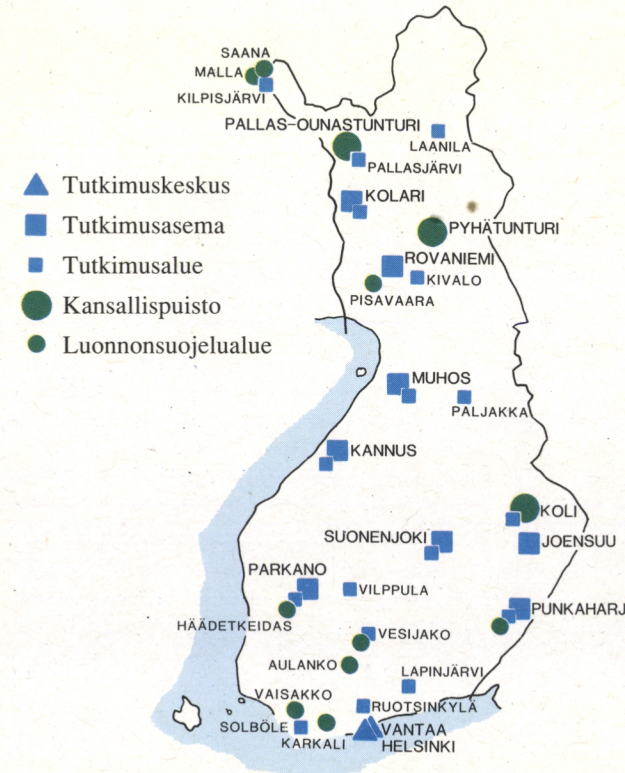 SAANA
MALLA
KILPISJÄRVI
PALLAS-OUNASTUNTURI
LAANILA
PALLASJÄRVI
Tutkimuskeskus
KOLARI
Tutkimusasema
PYHÄTUNTURI
ROVANIEMI
Tutkimusalue
KIVALO
PISAVAARA
Kansallispuisto
Luonnonsuojelualue
MUHOS
PALJAKKA
KANNUS
KOLI
SUONENJOKI
JOENSUU
PARKANO
VILPPULA
PUNKAHARJ
HÄÄDETKEIDAS
VESIJAKO
AULANKO
LAPINJÄRVI
VAISAKKO
RUOTSINKYLÄ
SOLBÖLE
VANTAA
KARKALI
HELSINKI